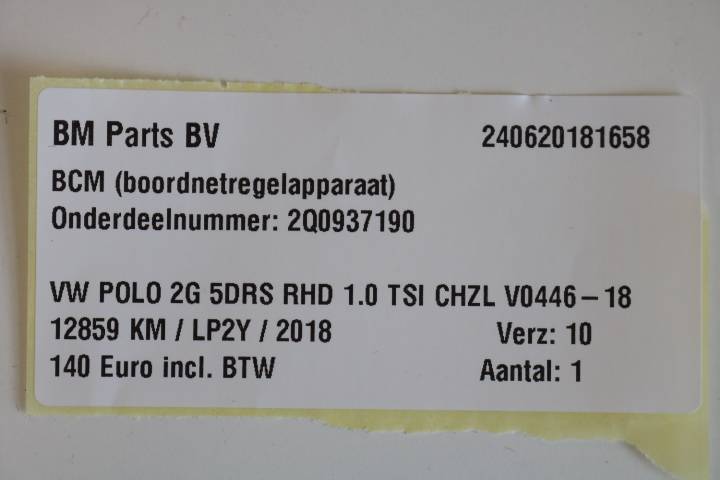 BM Parts BV 240620181658
BCM (boordnetregelapparaat)
Onderdeelnummer: 2Q0937190
VW POLO 2G 5DRS RHD 1.0 TSI CHZL V0446-18
12859 KM / LP2Y / 2018 Verz: 10
140 Euro incl. BTW Aantal: 1